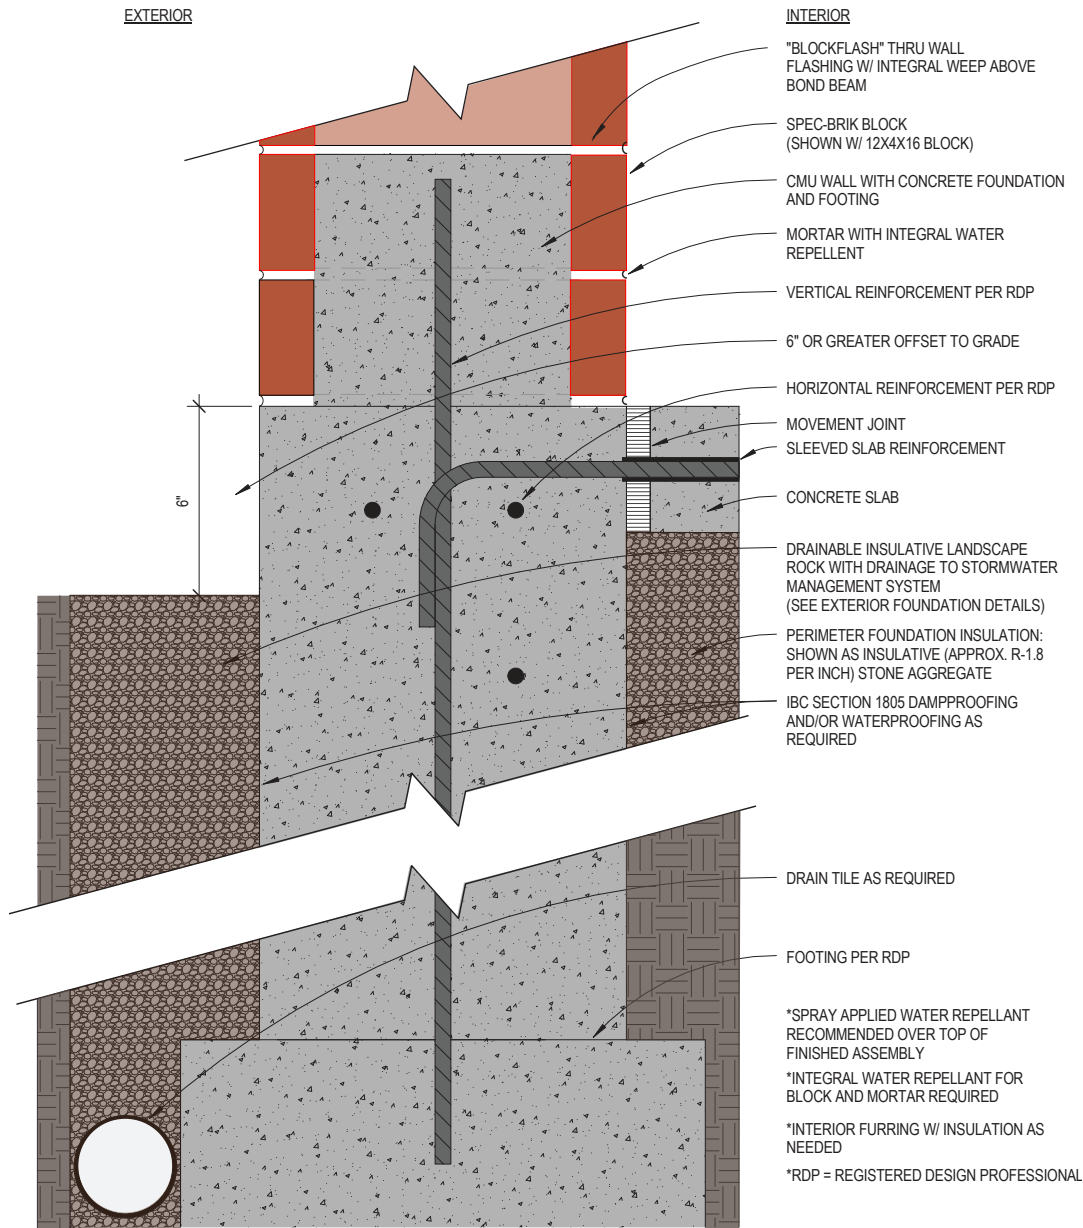 EXTERIOR
INTERIOR
"BLOCKFLASH" THRU WALL
FLASHING W/ INTEGRAL WEEP ABOVE
BOND BEAM
SPEC-BRIK BLOCK
(SHOWN W/ 12X4X16 BLOCK)
CMU WALL WITH CONCRETE FOUNDATION
AND FOOTING
MORTAR WITH INTEGRAL WATER
REPELLENT
VERTICAL REINFORCEMENT PER RDP
6" OR GREATER OFFSET TO GRADE
HORIZONTAL REINFORCEMENT PER RDP
MOVEMENT JOINT
SLEEVED SLAB REINFORCEMENT
6"
CONCRETE SLAB
DRAINABLE INSULATIVE LANDSCAPE
ROCK WITH DRAINAGE TO STORMWATER
MANAGEMENT SYSTEM
(SEE EXTERIOR FOUNDATION DETAILS)
PERIMETER FOUNDATION INSULATION:
SHOWN AS INSULATIVE (APPROX. R-1.8
PER INCH) STONE AGGREGATE
IBC SECTION 1805 DAMPPROOFING
AND/OR WATERPROOFING AS
REQUIRED
DRAIN TILE AS REQUIRED
FOOTING PER RDP
*SPRAY APPLIED WATER REPELLANT
RECOMMENDED OVER TOP OF
FINISHED ASSEMBLY
*INTEGRAL WATER REPELLANT FOR
BLOCK AND MORTAR REQUIRED
*INTERIOR FURRING W/ INSULATION AS
NEEDED
*RDP = REGISTERED DESIGN PROFESSIONAL